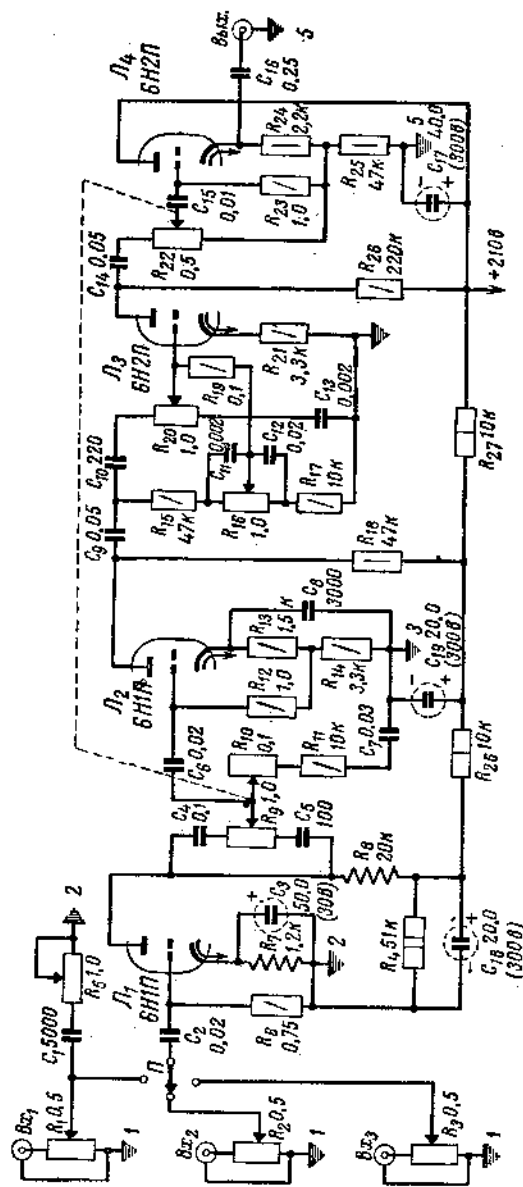 Вх₁
R₁ 0,5
1
C₁ 5000
R₅ 1,0
2
Вх₂
R₂ 0,5
1
Вх₃
R₃ 0,5
1
П
C₂
0,02
Л₁
6Н1П
R₆
0,75
R₇
1,2к
C₃
50,0
(30В)
2
R₄ 51к
C₁₈ 20,0
(300В)
R₈
20к
C₄
0,1
R₉ 1,0
C₅
100
C₆ 0,02
R₁₀
0,1
R₁₁
10к
C₇ 0,03
Л₂
6Н1П
R₁₂
1,0
R₁₃
1,5к
R₁₄
3,3к
C₈
3000
3
C₁₉ 20,0
(300В)
R₂₆ 10к
R₁₈
47к
C₉ 0,05
C₁₀ 220
R₁₅
47к
R₁₆
1,0
C₁₁
0,002
C₁₂
0,02
R₁₇
10к
R₂₀
1,0
R₁₉
0,1
C₁₃
0,002
Л₃
6Н2П
R₂₁
3,3к
R₂₇ 10к
C₁₄ 0,05
R₂₂
0,5
R₂₈
220к
+210В
C₁₅
0,01
R₂₃
1,0
Л₄
6Н2П
R₂₄
2,2к
R₂₅
47к
5
C₁₇ 40,0
(300В)
C₁₆
0,25
Вых.
5